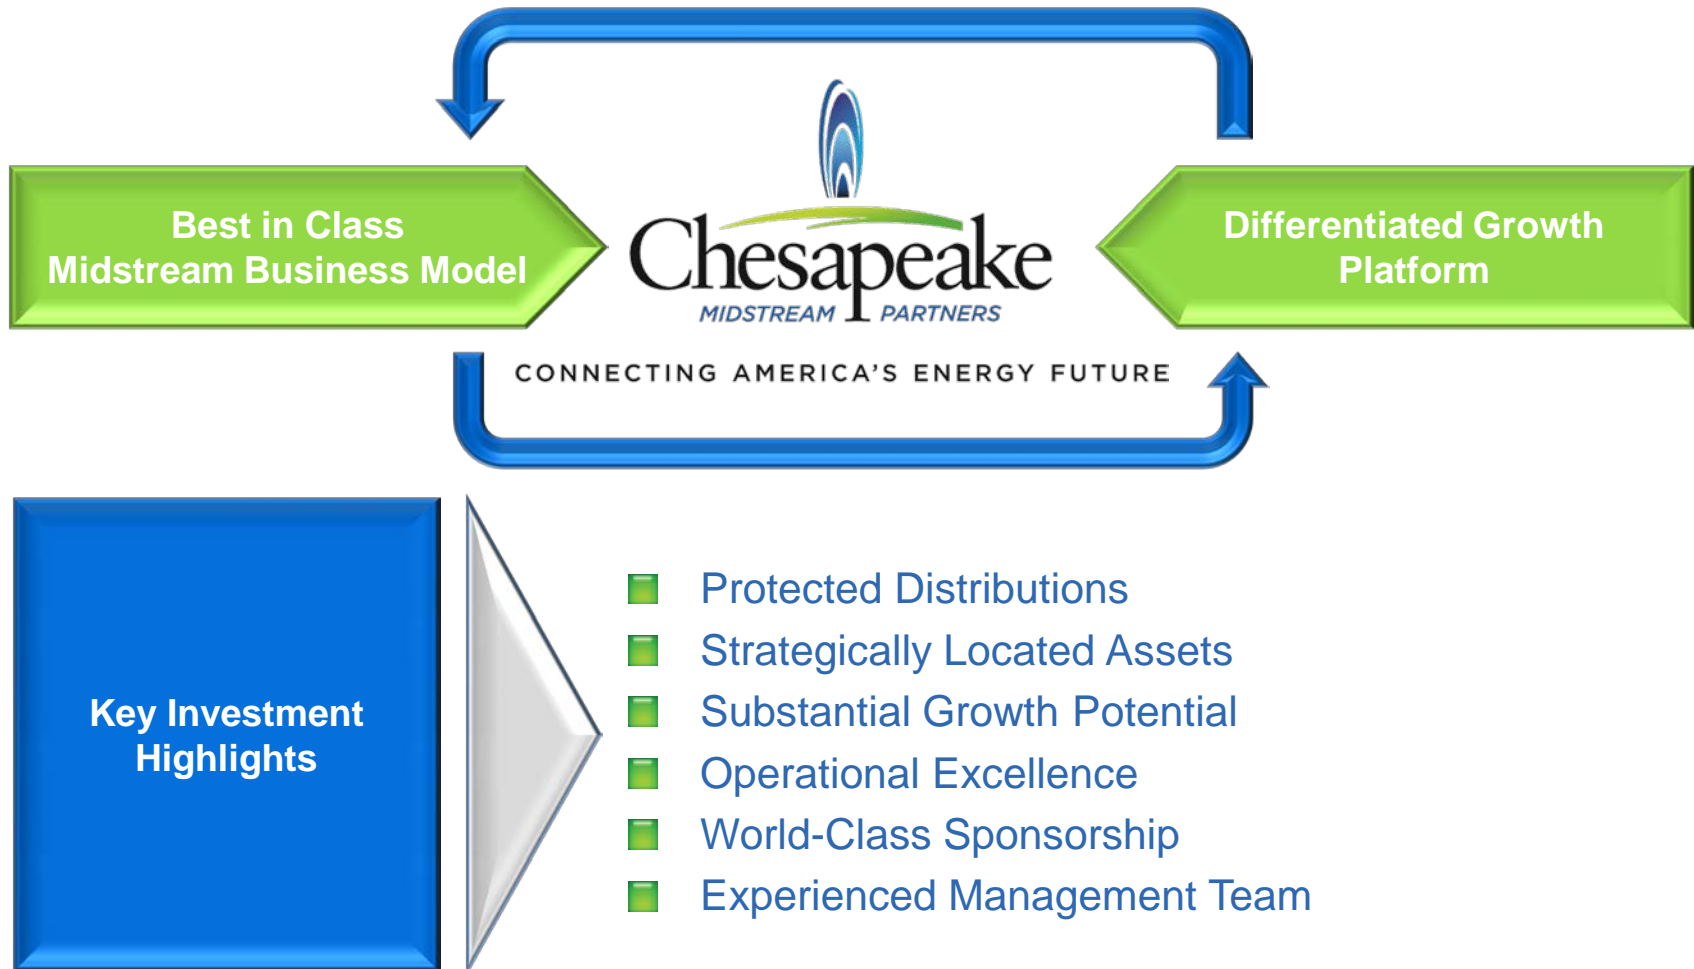 Best in Class
Midstream Business Model
Chesapeake
MIDSTREAM PARTNERS
CONNECTING AMERICA'S ENERGY FUTURE
Differentiated Growth
Platform
Key Investment
Highlights
Protected Distributions
Strategically Located Assets
Substantial Growth Potential
Operational Excellence
World-Class Sponsorship
Experienced Management Team